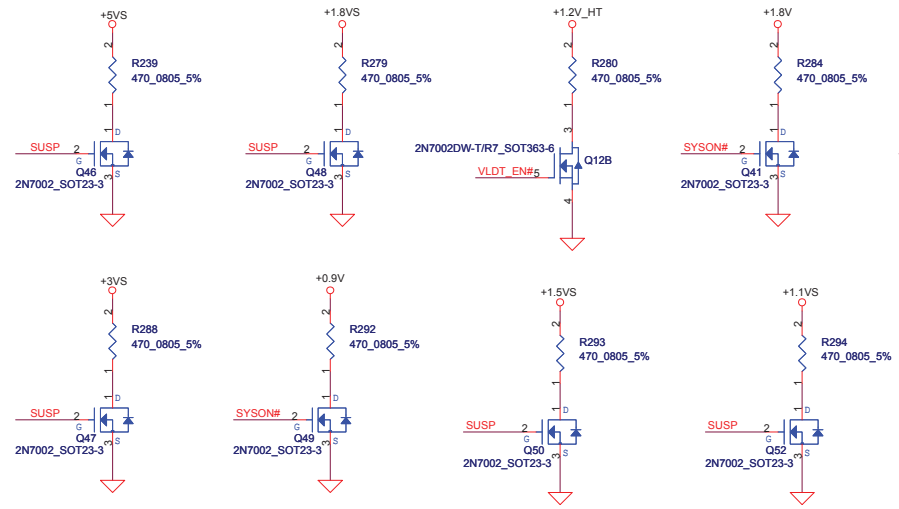 +5VS
2
R239
470_0805_5%
1
1
D
SUSP
2
G
Q46
3
S
2N7002_SOT23-3
+1.8VS
2
R279
470_0805_5%
1
1
D
SUSP
2
G
Q48
3
S
2N7002_SOT23-3
+1.2V_HT
2
R280
470_0805_5%
1
3
2N7002DW-T/R7_SOT363-6
Q12B
VLDT_EN#
5
4
+1.8V
2
R284
470_0805_5%
1
1
D
SYSON#
2
G
Q41
3
S
2N7002_SOT23-3
+3VS
2
R288
470_0805_5%
1
1
D
SUSP
2
G
Q47
3
S
2N7002_SOT23-3
+0.9V
2
R292
470_0805_5%
1
1
D
SYSON#
2
G
Q49
3
S
2N7002_SOT23-3
+1.5VS
2
R293
470_0805_5%
1
1
D
SUSP
2
G
Q50
3
S
2N7002_SOT23-3
+1.1VS
2
R294
470_0805_5%
1
1
D
SUSP
2
G
Q52
3
S
2N7002_SOT23-3